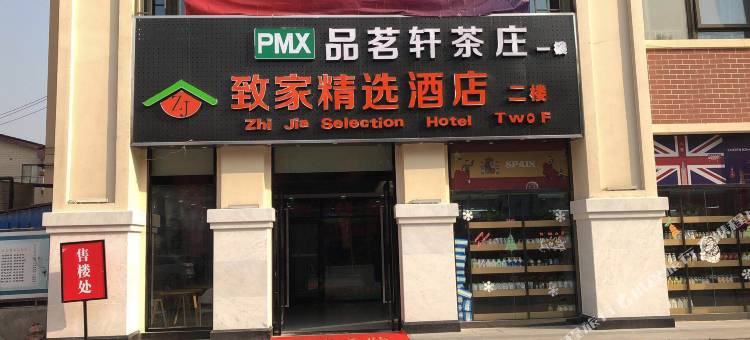 PMX 品茗轩茶庄 一楼
ZJ 致家精选酒店 二楼
Zhi Jia Selection Hotel Two F
SPAIN
售楼处